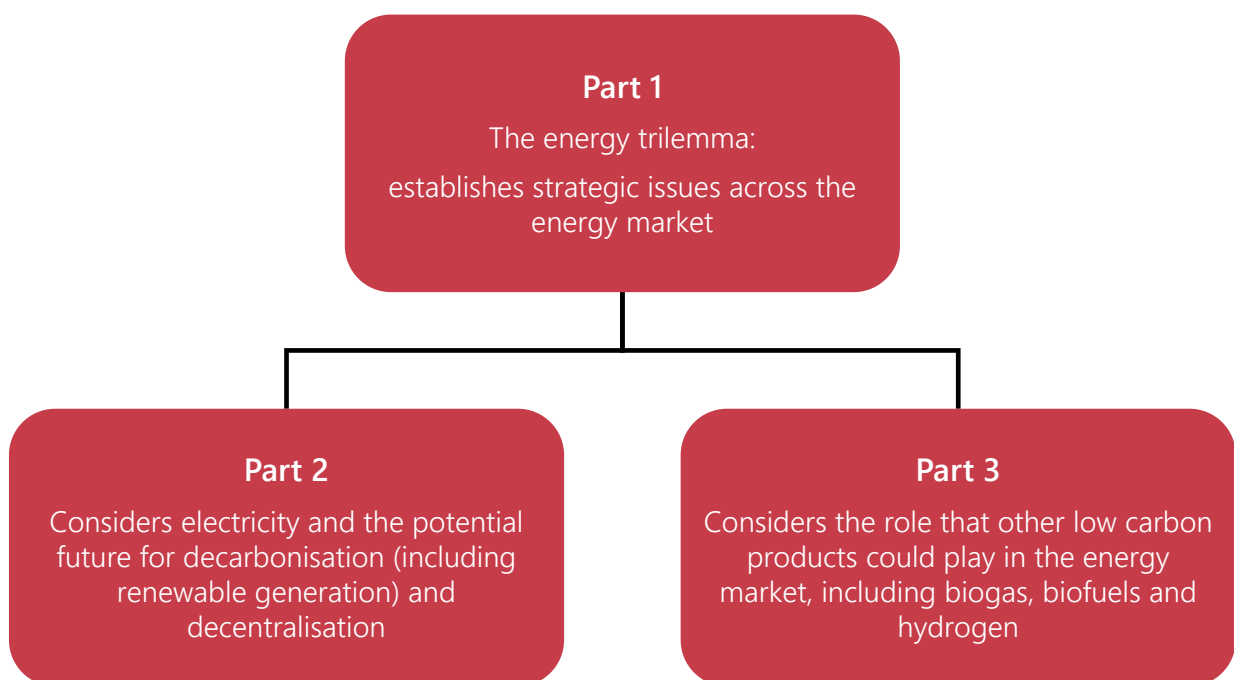 Part 1
The energy trilemma:
establishes strategic issues across the
energy market
Part 2
Considers electricity and the potential
future for decarbonisation (including
renewable generation) and
decentralisation
Part 3
Considers the role that other low carbon
products could play in the energy
market, including biogas, biofuels and
hydrogen